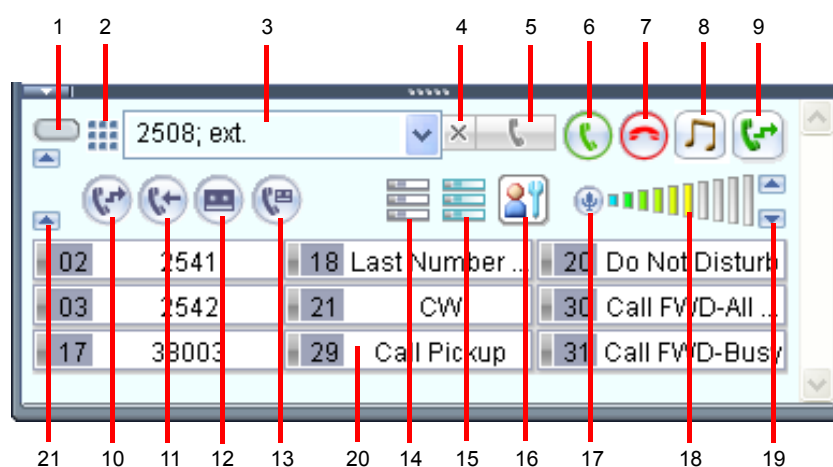 1 2 3 4 5 6 7 8 9
2508; ext.
02 2541 18 Last Number ... 20 Do Not Disturb
03 2542 21 CW 30 Call FWD-All ...
17 38003 29 Call Pickup 31 Call FWD-Busy
21 10 11 12 13 20 14 15 16 17 18 19